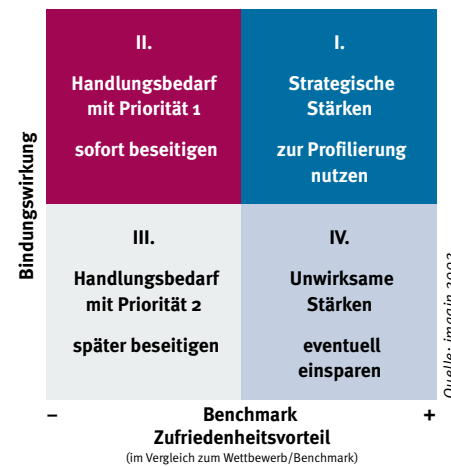 II.
Handlungsbedarf
mit Priorität 1
sofort beseitigen
I.
Strategische
Stärken
zur Profilierung
nutzen
Bindungswirkung
III.
Handlungsbedarf
mit Priorität 2
später beseitigen
IV.
Unwirksame
Stärken
eventuell
einsparen
Quelle:
– Benchmark +
Zufriedenheitsvorteil
(im Vergleich zum Wettbewerb/Benchmark)